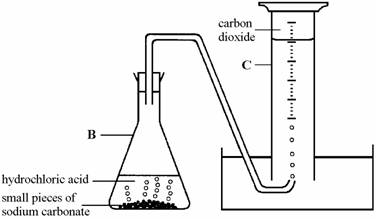 carbon
dioxide
C
B
hydrochloric acid
small pieces of
sodium carbonate